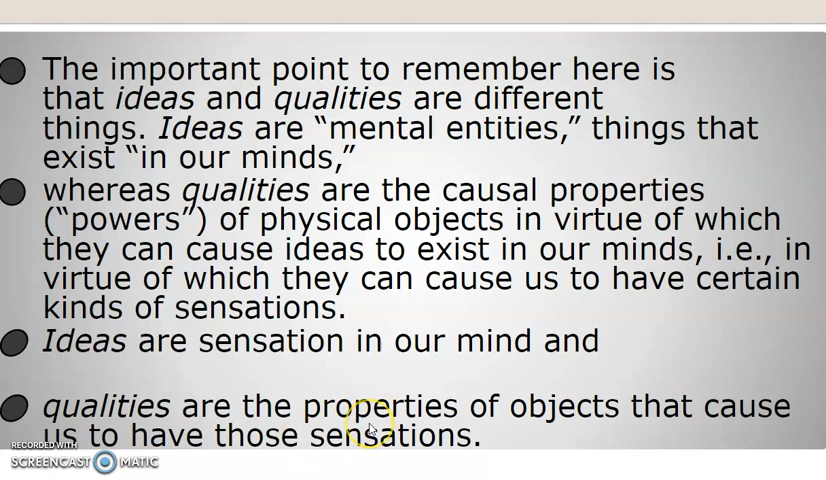 The important point to remember here is
that ideas and qualities are different
things. Ideas are “mental entities,” things that
exist “in our minds,”
whereas qualities are the causal properties
(“powers”) of physical objects in virtue of which
they can cause ideas to exist in our minds, i.e., in
virtue of which they can cause us to have certain
kinds of sensations.
Ideas are sensation in our mind and
qualities are the properties of objects that cause
us to have those sensations.
RECORDED WITH
SCREENCAST MATIC